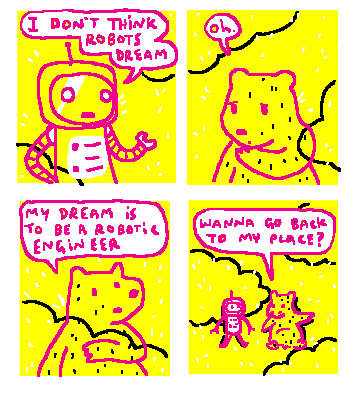 I DON'T THINK
ROBOTS
DREAM
oh.
MY DREAM IS
TO BE A ROBOTIC
ENGINEER
WANNA GO BACK
TO MY PLACE?